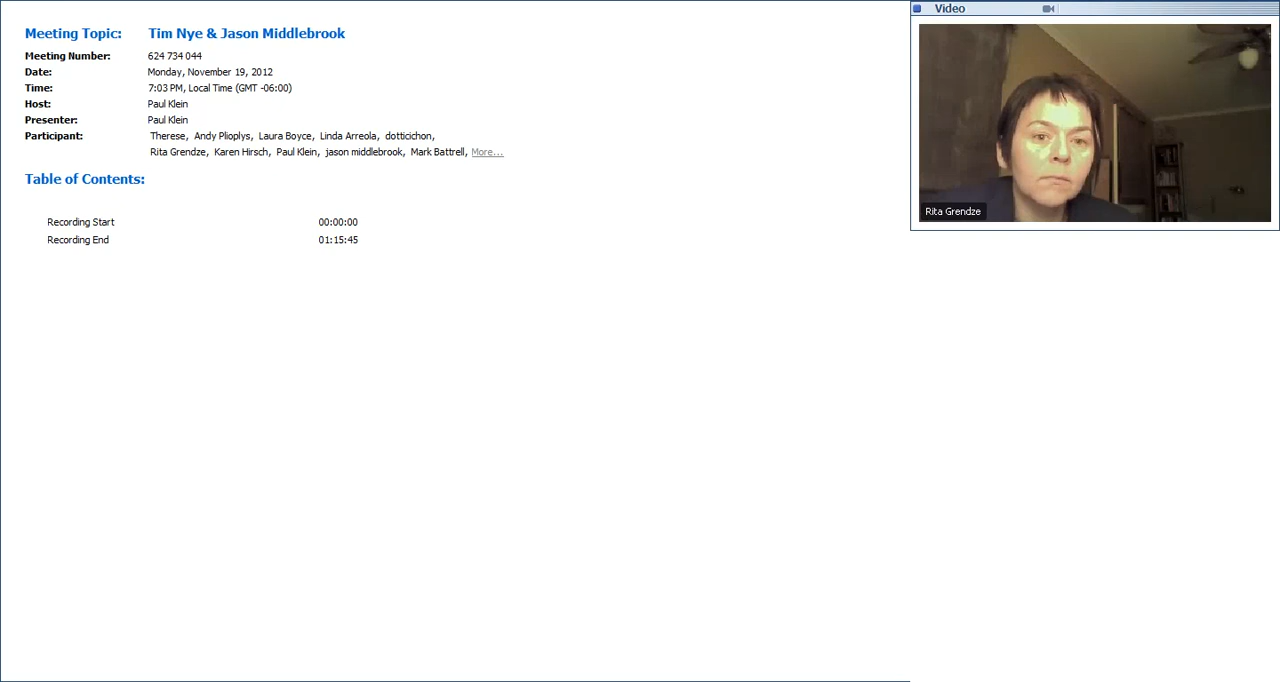 Meeting Topic: Tim Nye & Jason Middlebrook
Meeting Number: 624 734 044
Date: Monday, November 19, 2012
Time: 7:03 PM, Local Time (GMT -06:00)
Host: Paul Klein
Presenter: Paul Klein
Participant: Therese, Andy Plioplys, Laura Boyce, Linda Arreola, dotticichon,
Rita Grendze, Karen Hirsch, Paul Klein, jason middlebrook, Mark Battrell, More...
Table of Contents:
Recording Start 00:00:00
Recording End 01:15:45
Video
Rita Grendze